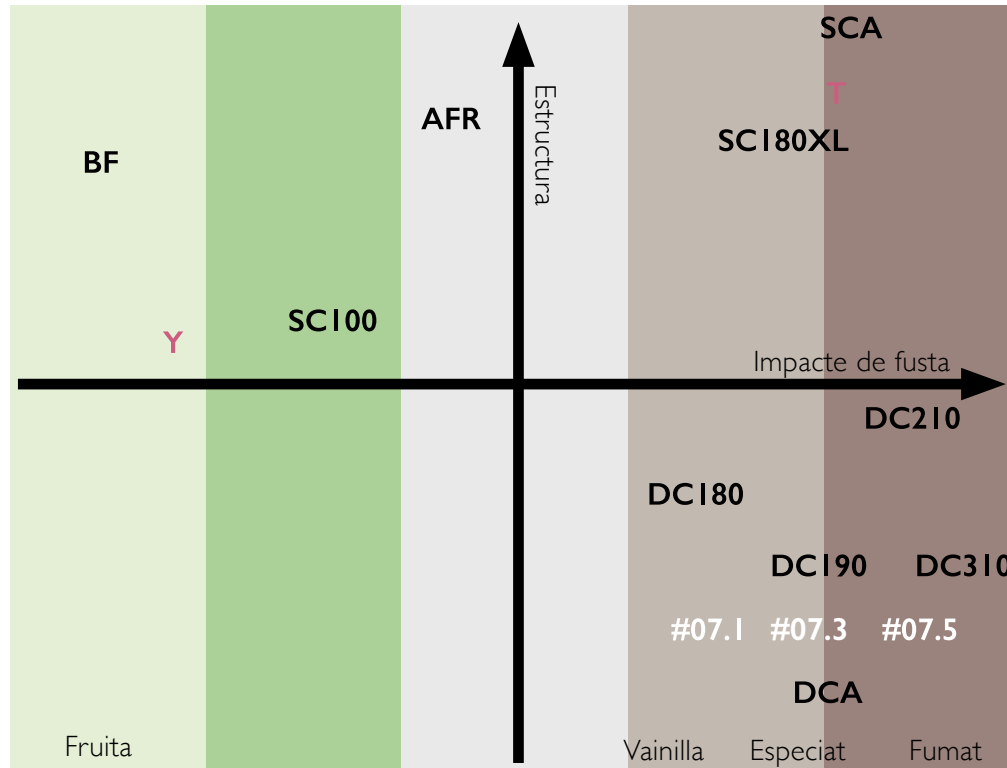 SCA
T
AFR
Estructura
SC180XL
BF
SC100
Y
Impacte de fusta
DC210
DC180
DC190
DC310
#07.1
#07.3
#07.5
DCA
Fruita
Vainilla
Especiat
Fumat